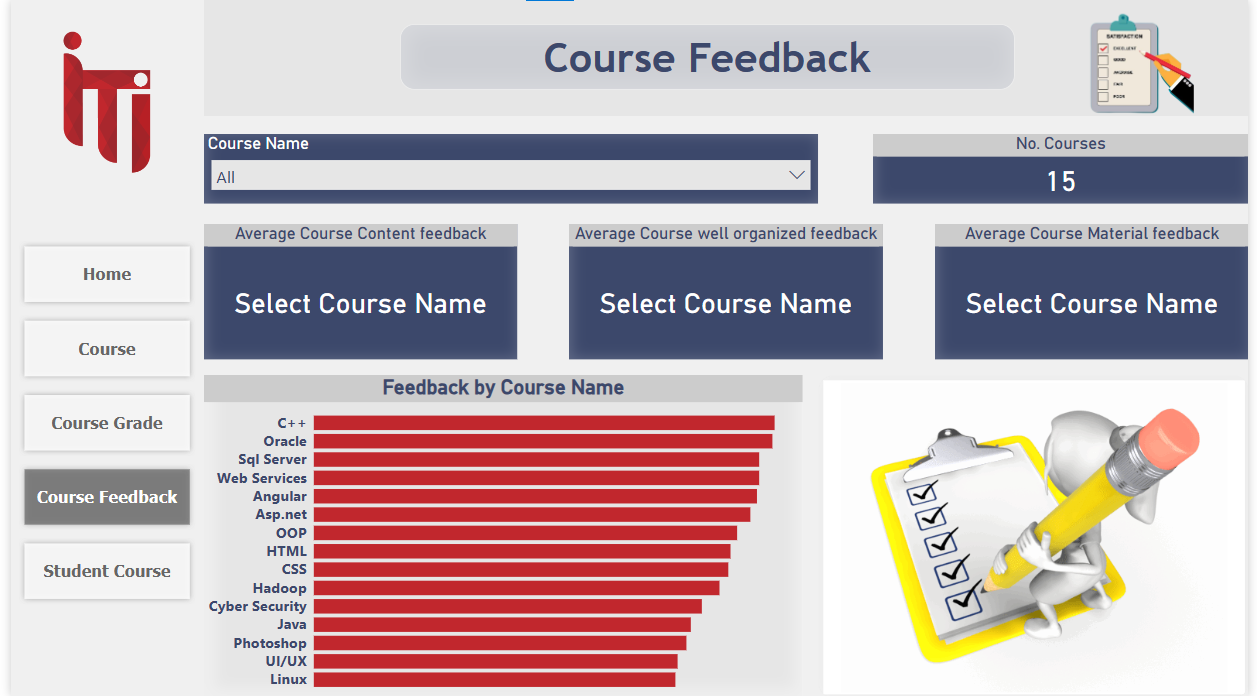 iTi
Course Feedback
SATISFACTION
EXCELLENT
GOOD
AVERAGE
FAIR
POOR
Course Name
All
No. Courses
15
Average Course Content feedback
Select Course Name
Average Course well organized feedback
Select Course Name
Average Course Material feedback
Select Course Name
Home
Course
Course Grade
Course Feedback
Student Course
Feedback by Course Name
C++
Oracle
Sql Server
Web Services
Angular
Asp.net
OOP
HTML
CSS
Hadoop
Cyber Security
Java
Photoshop
UI/UX
Linux